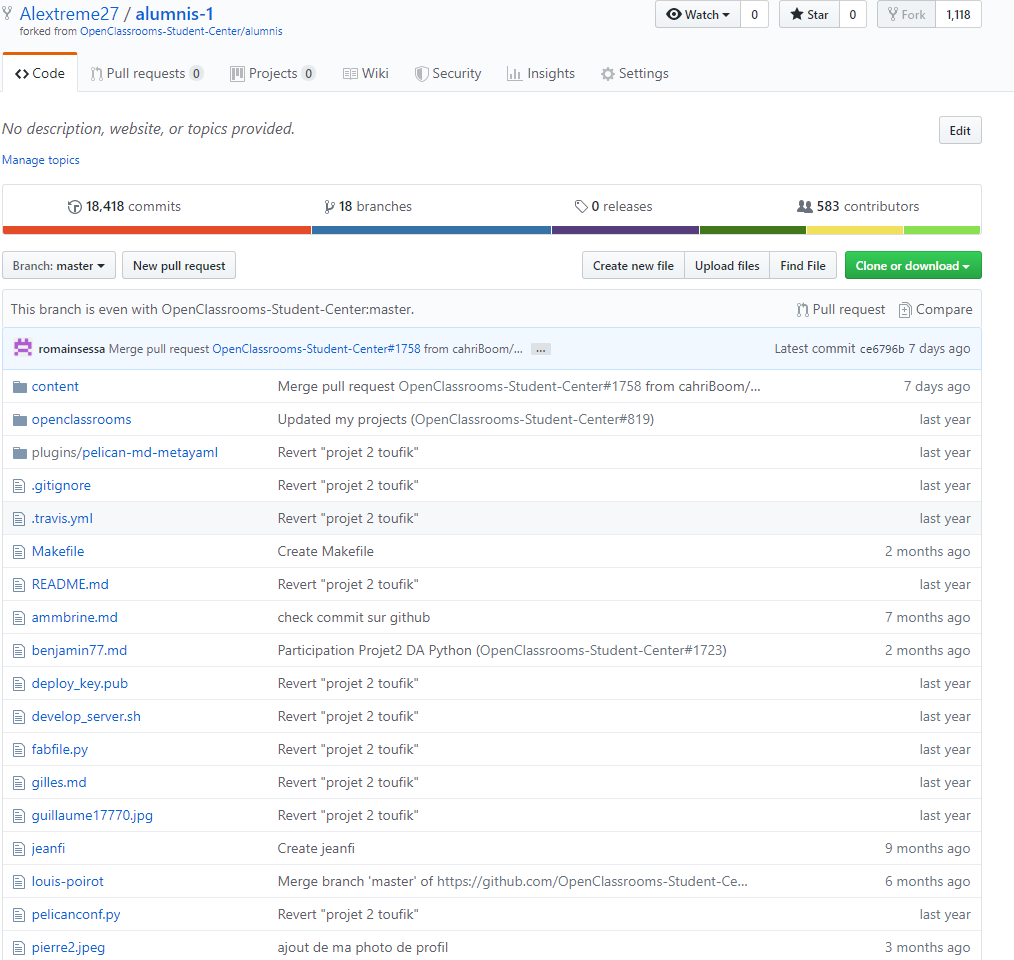 Alextreme27 / alumnis-1 Watch 0 Star 0 Fork 1,118
forked from OpenClassrooms-Student-Center/alumnis
Code Pull requests 0 Projects 0 Wiki Security Insights Settings
No description, website, or topics provided. Edit
Manage topics
18,418 commits 18 branches 0 releases 583 contributors
Branch: master New pull request Create new file Upload files Find File Clone or download
This branch is even with OpenClassrooms-Student-Center:master. Pull request Compare
romainsessa Merge pull request OpenClassrooms-Student-Center#1758 from cahriBoom/... ... Latest commit ce6796b 7 days ago
content Merge pull request OpenClassrooms-Student-Center#1758 from cahriBoom/... 7 days ago
openclassrooms Updated my projects (OpenClassrooms-Student-Center#819) last year
plugins/pelican-md-metayaml Revert "projet 2 toufik" last year
.gitignore Revert "projet 2 toufik" last year
.travis.yml Revert "projet 2 toufik" last year
Makefile Create Makefile 2 months ago
README.md Revert "projet 2 toufik" last year
ammbrine.md check commit sur github 7 months ago
benjamin77.md Participation Projet2 DA Python (OpenClassrooms-Student-Center#1723) 2 months ago
deploy_key.pub Revert "projet 2 toufik" last year
develop_server.sh Revert "projet 2 toufik" last year
fabfile.py Revert "projet 2 toufik" last year
gilles.md Revert "projet 2 toufik" last year
guillaume17770.jpg Revert "projet 2 toufik" last year
jeanfi Create jeanfi 9 months ago
louis-poirot Merge branch 'master' of https://github.com/OpenClassrooms-Student-Ce... 6 months ago
pelicanconf.py Revert "projet 2 toufik" last year
pierre2.jpeg ajout de ma photo de profil 3 months ago